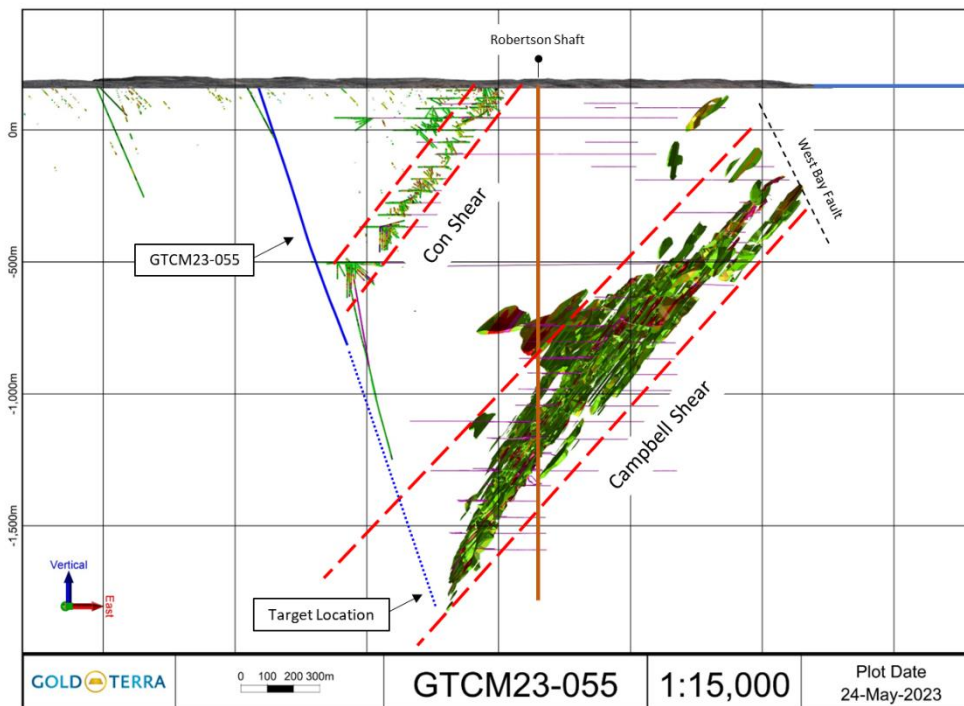 Robertson Shaft
0m
West Bay Fault
Con Shear
GTCM23-055
-500m
-1,000m
Campbell Shear
-1,500m
Vertical
East
Target Location
GOLD TERRA
0 100 200 300m
GTCM23-055
1:15,000
Plot Date
24-May-2023